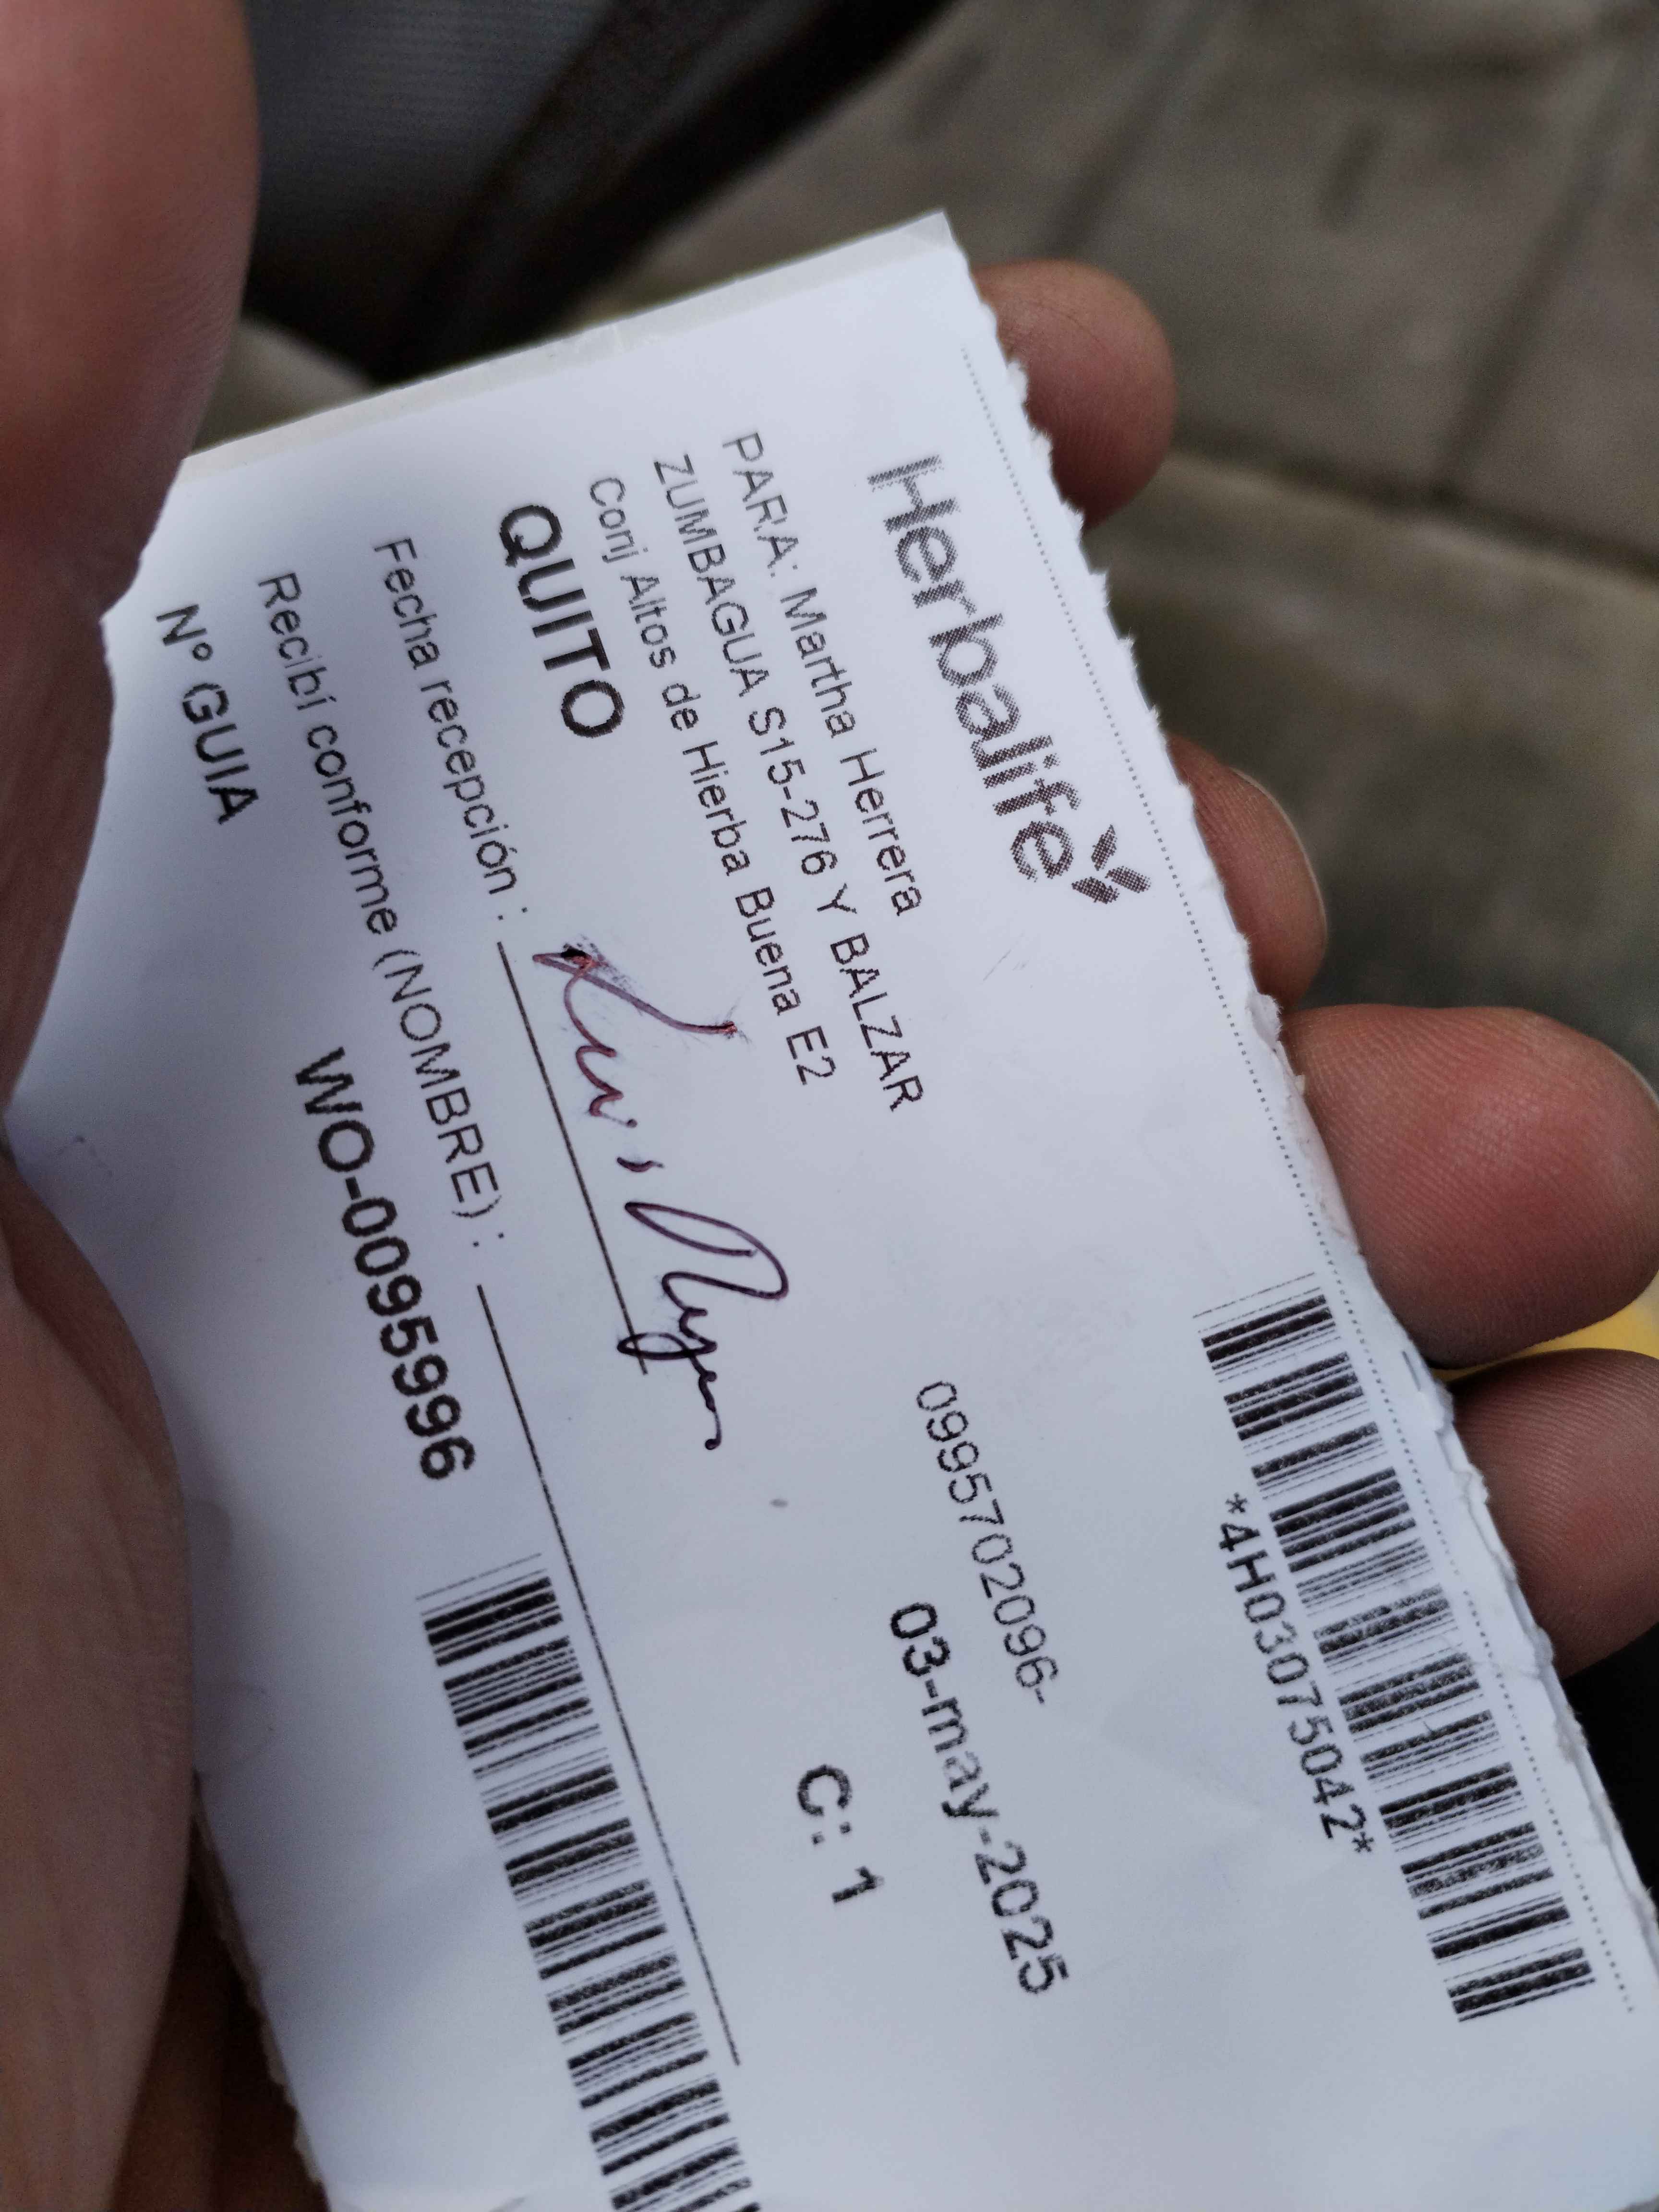 Herbalife
*4H03075042*
PARA: Martha Herrera
0995702096-
ZUMBAGUA S15-276 Y BALZAR
Conj Altos de Hierba Buena E2
03-may-2025
QUITO
C: 1
Fecha recepción :
Recibí conforme (NOMBRE) :
Nº GUIA
WO-0095996